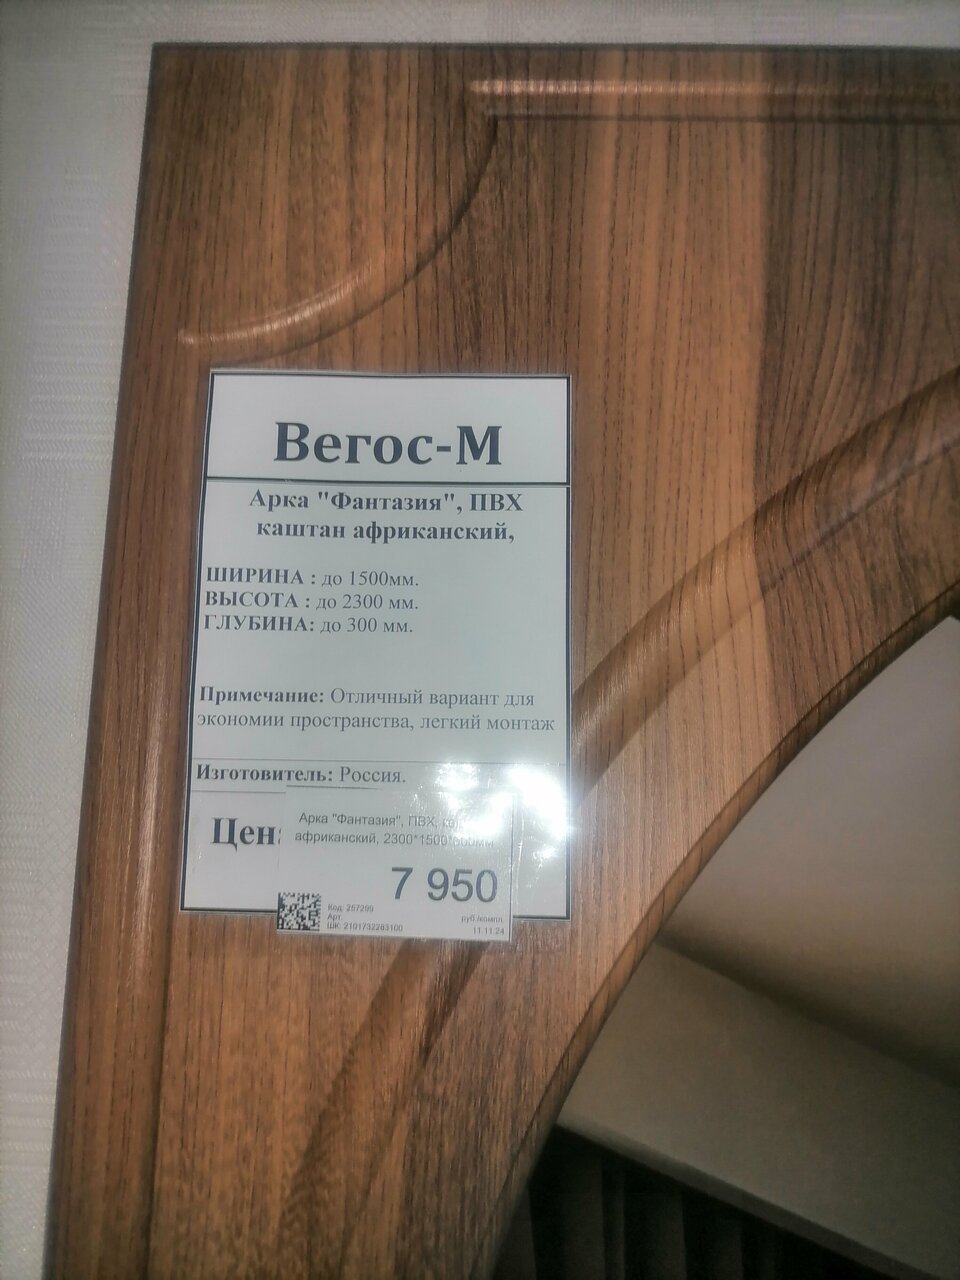 Вегос-М
Арка "Фантазия", ПВХ
каштан африканский,
ШИРИНА : до 1500мм.
ВЫСОТА : до 2300 мм.
ГЛУБИНА: до 300 мм.
Примечание: Отличный вариант для
экономии пространства, легкий монтаж
Изготовитель: Россия.
Арка "Фантазия", ПВХ,
африканский, 2300*1500*
7 950
Код: 257299
Арт.
руб./компл.
ШК: 2101732283100
11.11.24